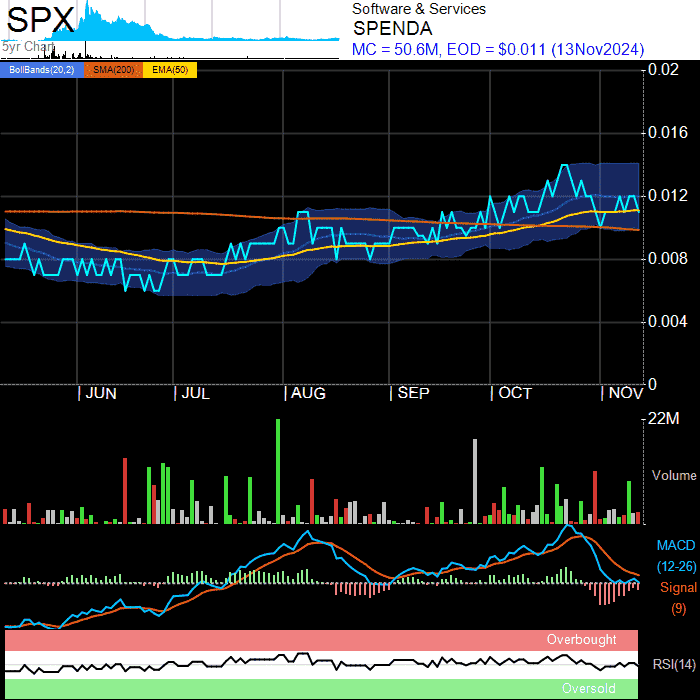 SPX
5yr Chart
Software & Services
SPENDA
MC = 50.6M, EOD = $0.011 (13Nov2024)
BollBands(20,2) SMA(200) EMA(50)
0.02
0.016
0.012
0.008
0.004
0
JUN JUL AUG SEP OCT NOV
22M
Volume
MACD
(12-26)
Signal
(9)
Overbought
RSI(14)
Oversold